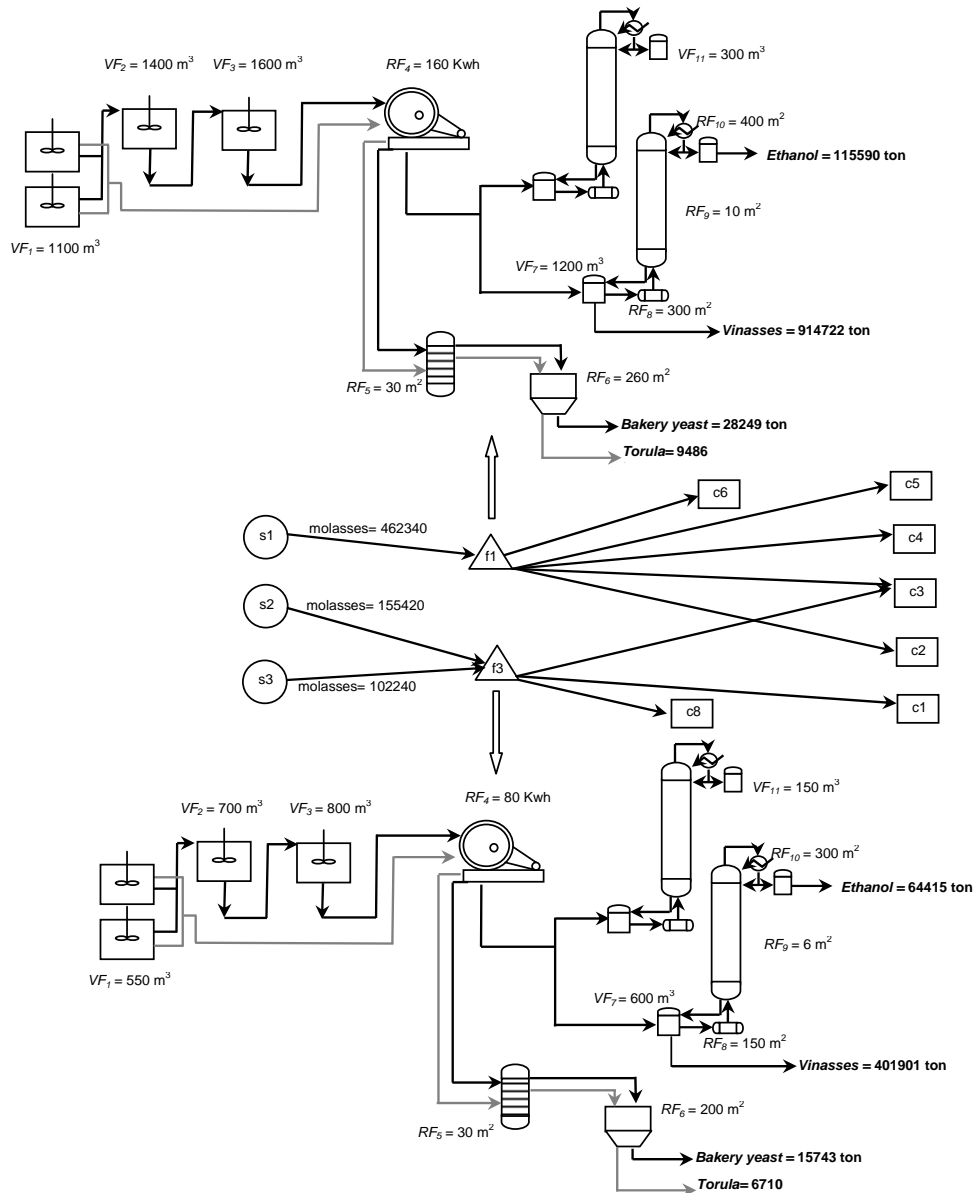 VF11 = 300 m3
VF2 = 1400 m3
VF3 = 1600 m3
RF4 = 160 Kwh
RF10 = 400 m2
Ethanol = 115590 ton
RF9 = 10 m2
VF1 = 1100 m3
VF7 = 1200 m3
RF8 = 300 m2
Vinasses = 914722 ton
RF5 = 30 m2
RF6 = 260 m2
Bakery yeast = 28249 ton
Torula= 9486
c6
c5
s1
molasses= 462340
f1
c4
s2
molasses= 155420
c3
c2
s3
molasses= 102240
f3
c8
c1
VF11 = 150 m3
RF4 = 80 Kwh
VF2 = 700 m3
VF3 = 800 m3
RF10 = 300 m2
Ethanol = 64415 ton
RF9 = 6 m2
VF1 = 550 m3
VF7 = 600 m3
RF8 = 150 m2
Vinasses = 401901 ton
RF5 = 30 m2
RF6 = 200 m2
Bakery yeast = 15743 ton
Torula=6710